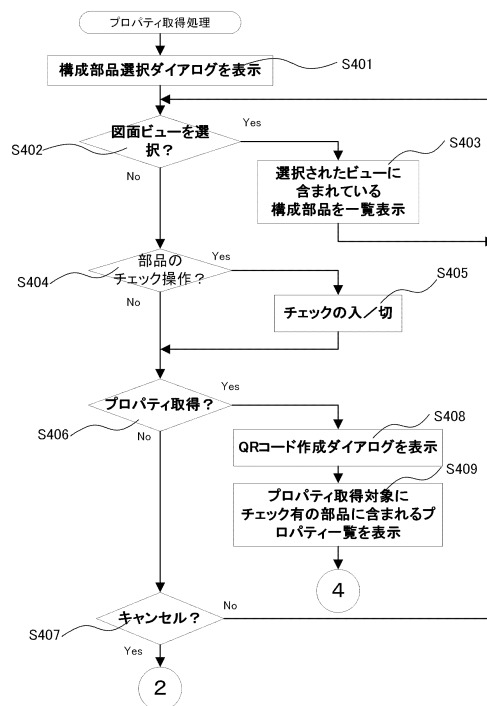 プロパティ取得処理
構成部品選択ダイアログを表示
S401
図面ビューを選
択？
Yes
S402
No
S403
選択されたビューに
含まれている
構成部品を一覧表示
部品の
チェック操作？
Yes
S404
No
S405
チェックの入／切
プロパティ取得？
Yes
S406
No
S408
QRコード作成ダイアログを表示
S409
プロパティ取得対象に
チェック有の部品に含まれるプ
ロパティ一覧を表示
4
キャンセル？
No
S407
Yes
2